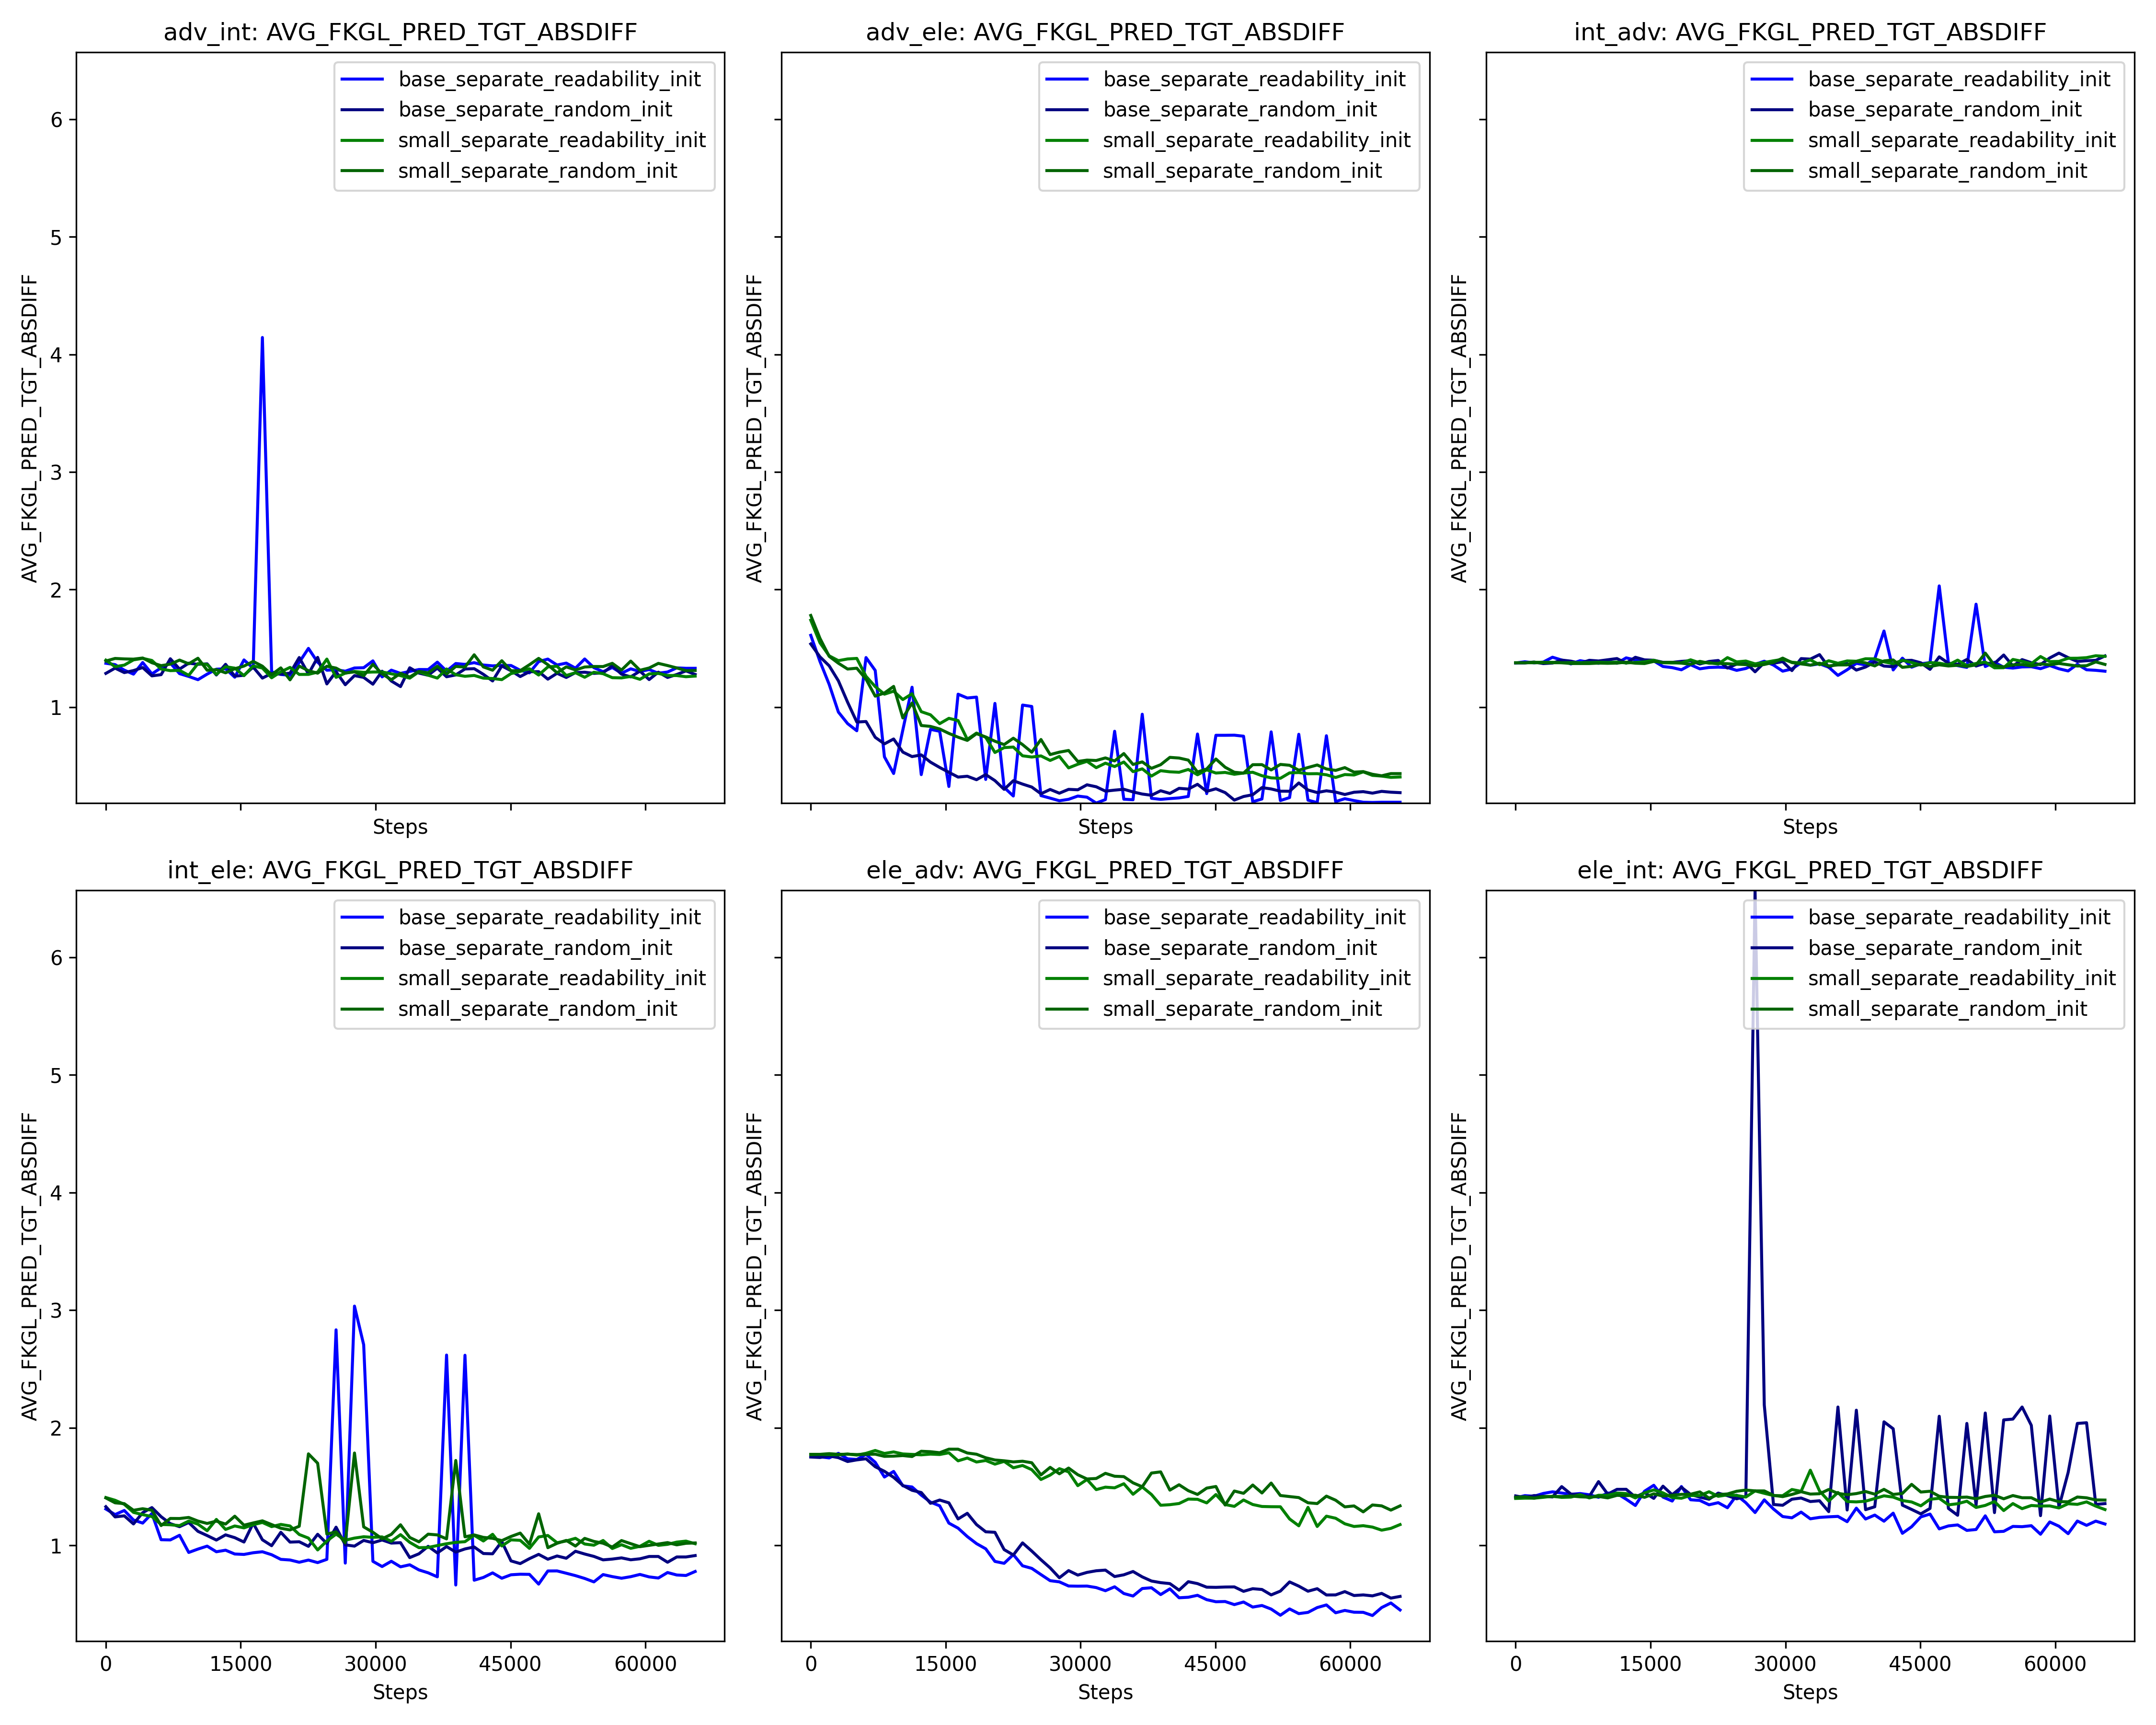 adv_int: AVG_FKGL_PRED_TGT_ABSDIFF
AVG_FKGL_PRED_TGT_ABSDIFF
6
5
4
3
2
1
base_separate_readability_init
base_separate_random_init
small_separate_readability_init
small_separate_random_init
Steps
adv_ele: AVG_FKGL_PRED_TGT_ABSDIFF
AVG_FKGL_PRED_TGT_ABSDIFF
base_separate_readability_init
base_separate_random_init
small_separate_readability_init
small_separate_random_init
Steps
int_adv: AVG_FKGL_PRED_TGT_ABSDIFF
AVG_FKGL_PRED_TGT_ABSDIFF
base_separate_readability_init
base_separate_random_init
small_separate_readability_init
small_separate_random_init
Steps
int_ele: AVG_FKGL_PRED_TGT_ABSDIFF
AVG_FKGL_PRED_TGT_ABSDIFF
6
5
4
3
2
1
base_separate_readability_init
base_separate_random_init
small_separate_readability_init
small_separate_random_init
0 15000 30000 45000 60000
Steps
ele_adv: AVG_FKGL_PRED_TGT_ABSDIFF
AVG_FKGL_PRED_TGT_ABSDIFF
base_separate_readability_init
base_separate_random_init
small_separate_readability_init
small_separate_random_init
0 15000 30000 45000 60000
Steps
ele_int: AVG_FKGL_PRED_TGT_ABSDIFF
AVG_FKGL_PRED_TGT_ABSDIFF
base_separate_readability_init
base_separate_random_init
small_separate_readability_init
small_separate_random_init
0 15000 30000 45000 60000
Steps